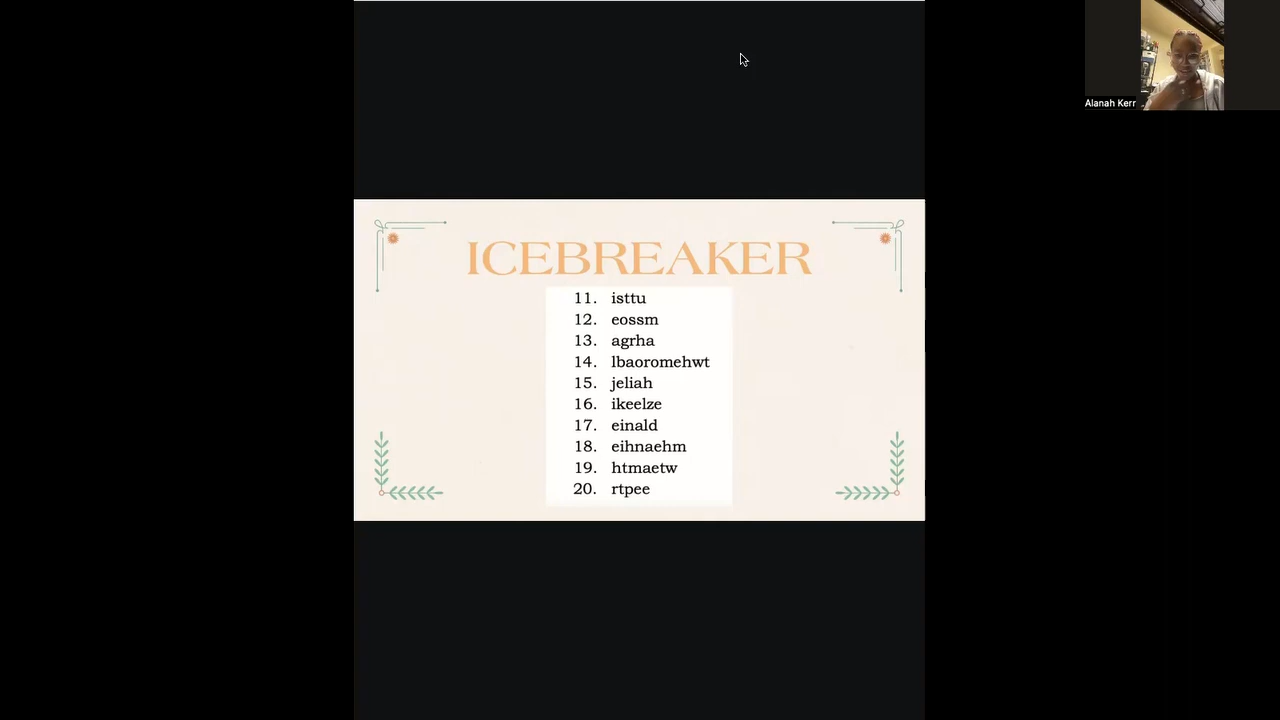 Alanah Kerr
ICEBREAKER
11. isttu
12. eossm
13. agrha
14. lbaoromehwt
15. jeliah
16. ikeelze
17. einald
18. eihnaehm
19. htmaetw
20. rtpee